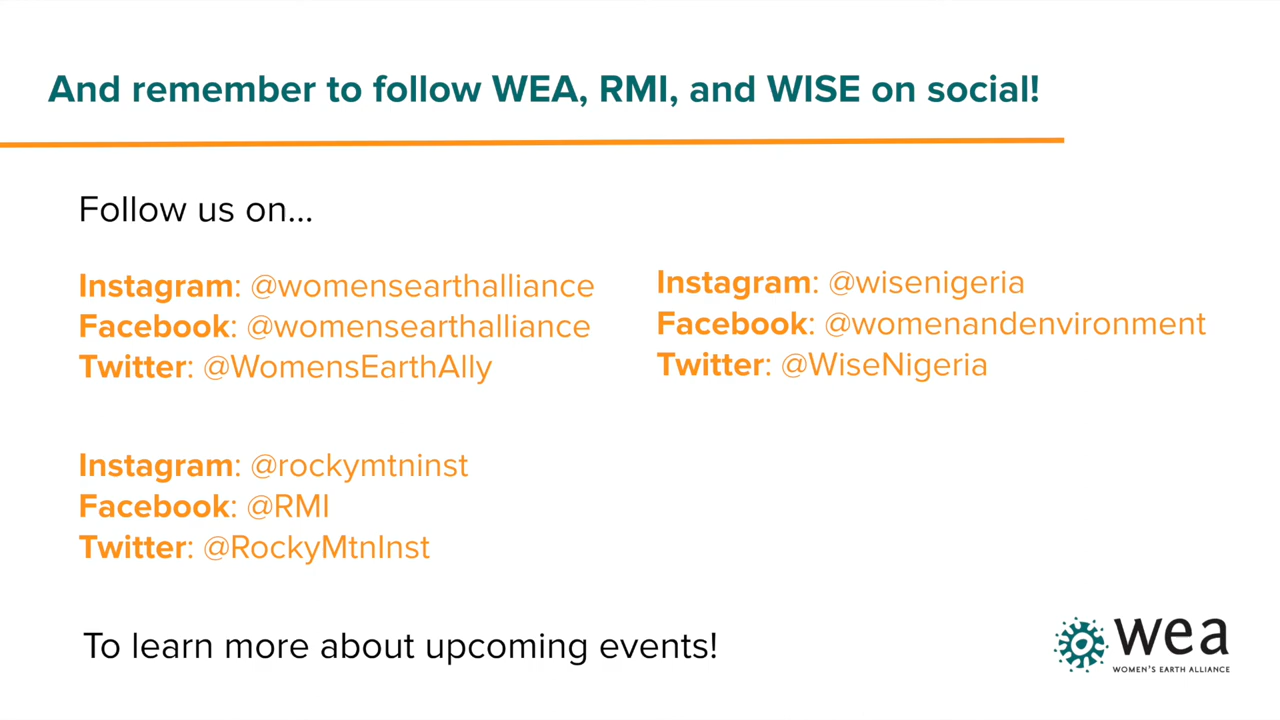 And remember to follow WEA, RMI, and WISE on social!
Follow us on...
Instagram: @womensearthalliance
Facebook: @womensearthalliance
Twitter: @WomensEarthAlly
Instagram: @wisenigeria
Facebook: @womenandenvironment
Twitter: @WiseNigeria
Instagram: @rockymtninst
Facebook: @RMI
Twitter: @RockyMtnInst
To learn more about upcoming events!
wea
WOMEN'S EARTH ALLIANCE